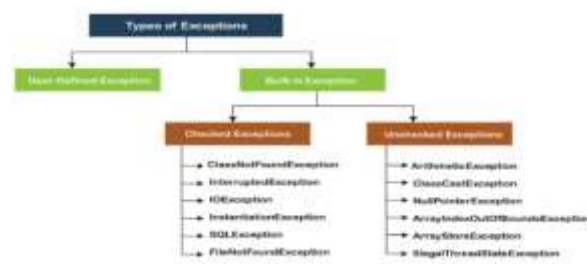 Types of Exceptions
User-Defined Exception
Built-in Exception
Checked Exceptions
Unchecked Exceptions
ClassNotFoundException
InterruptedException
IOException
InstantiationException
SQLException
FileNotFoundException
ArithmeticException
ClassCastException
NullPointerException
ArrayIndexOutOfBoundsException
ArrayStoreException
IllegalThreadStateException